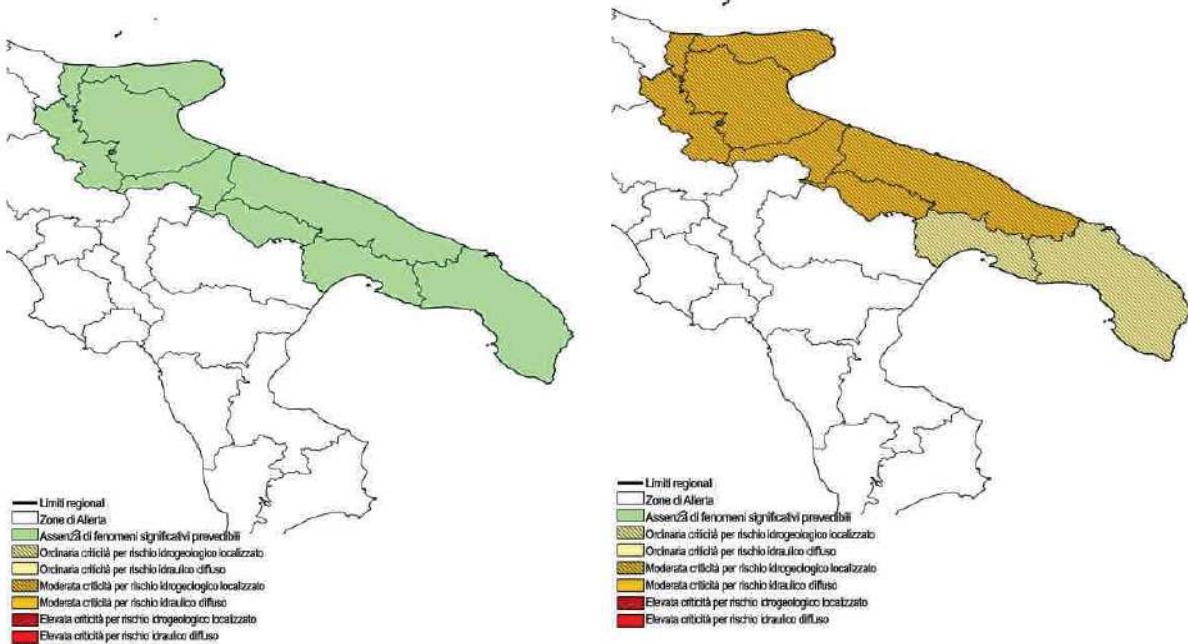 Limiti regionali
Zone di Allerta
Assenza di fenomeni significativi prevedibili
Ordinaria criticità per rischio idrogeologico localizzato
Ordinaria criticità per rischio idraulico diffuso
Moderata criticità per rischio idrogeologico localizzato
Moderata criticità per rischio idraulico diffuso
Elevata criticità per rischio idrogeologico localizzato
Elevata criticità per rischio idraulico diffuso
Limiti regionali
Zone di Allerta
Assenza di fenomeni significativi prevedibili
Ordinaria criticità per rischio idrogeologico localizzato
Ordinaria criticità per rischio idraulico diffuso
Moderata criticità per rischio idrogeologico localizzato
Moderata criticità per rischio idraulico diffuso
Elevata criticità per rischio idrogeologico localizzato
Elevata criticità per rischio idraulico diffuso